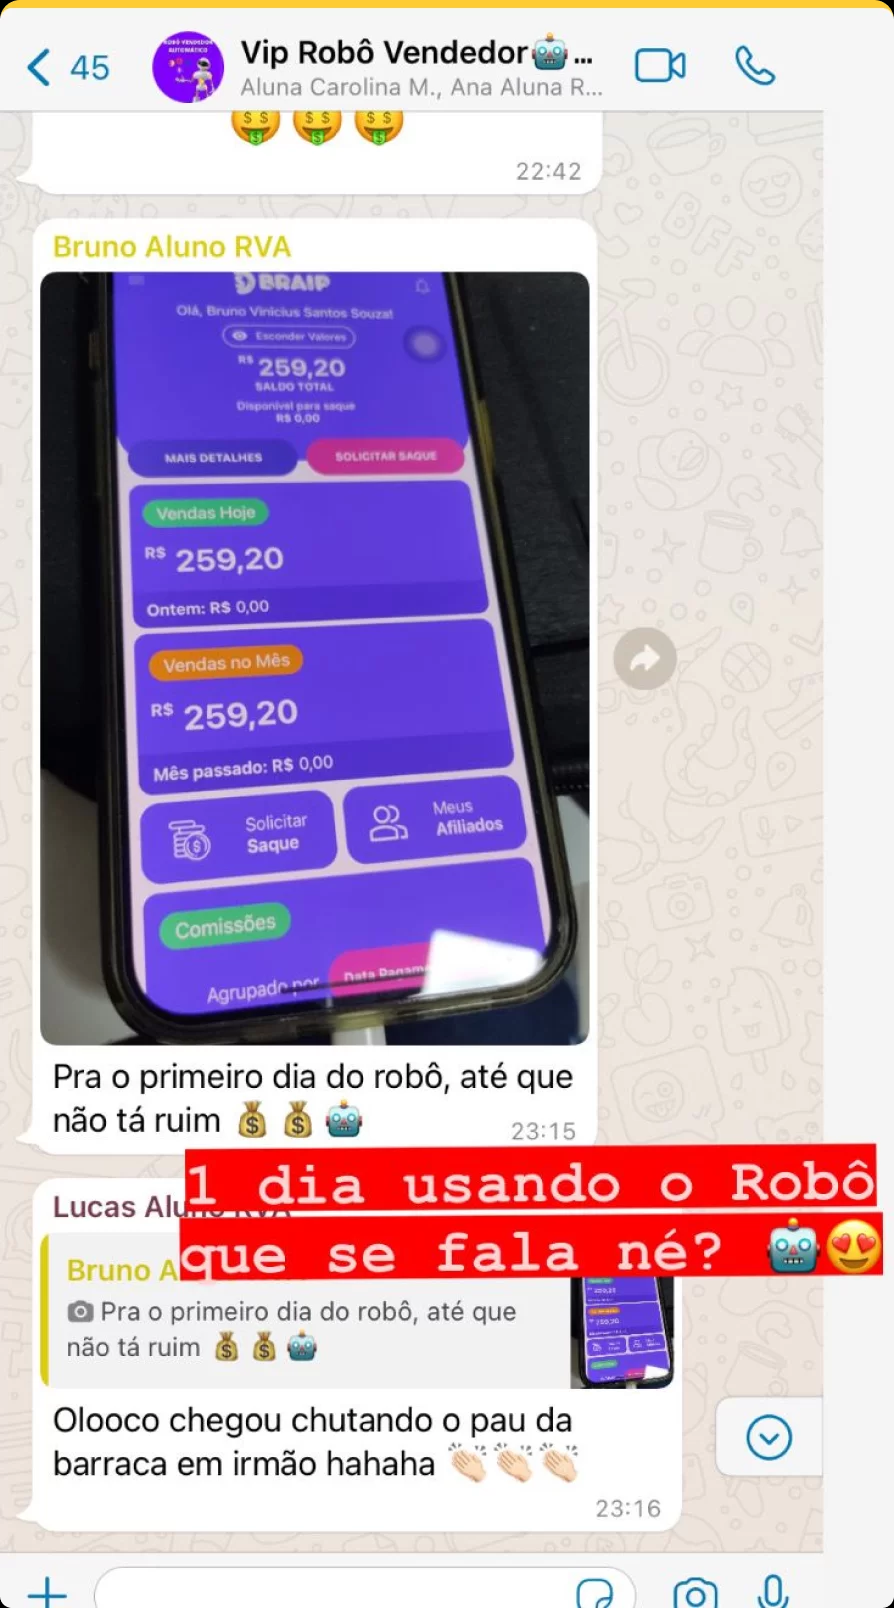 45
ROBÔ VENDEDOR
AUTOMÁTICO
Vip Robô Vendedor🤖...
Aluna Carolina M., Ana Aluna R...
22:42
Bruno Aluno RVA
BRAIP
Olá, Bruno Vinicius Santos Souza!
Esconder Valores
R$ 259,20
SALDO TOTAL
Disponível para saque
R$ 0,00
MAIS DETALHES
SOLICITAR SAQUE
Vendas Hoje
R$ 259,20
Ontem: R$ 0,00
Vendas no Mês
R$ 259,20
Mês passado: R$ 0,00
Solicitar
Saque
Meus
Afiliados
Comissões
Agrupado por
Data Pagam
Pra o primeiro dia do robô, até que
não tá ruim 💰 💰 🤖
23:15
1 dia usando o Robô
que se fala né? 🤖😍
Lucas Aluno RVA
Bruno A
Pra o primeiro dia do robô, até que
não tá ruim 💰 💰 🤖
Olooco chegou chutando o pau da
barraca em irmão hahaha 👏🏻👏🏻👏🏻
23:16